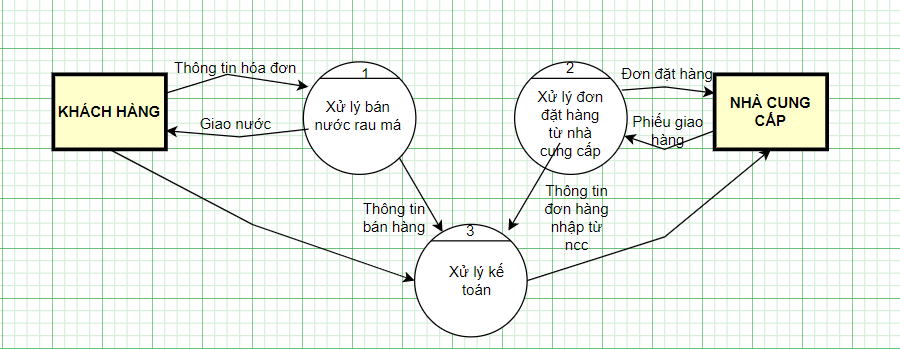 Thông tin hóa đơn
1
2
Đơn đặt hàng
KHÁCH HÀNG
Xử lý bán
nước rau má
Giao nước
Xử lý đơn
đặt hàng
từ nhà
cung cấp
Phiếu giao
hàng
NHÀ CUNG
CẤP
Thông tin
bán hàng
Thông tin
đơn hàng
nhập từ
ncc
3
Xử lý kế
toán